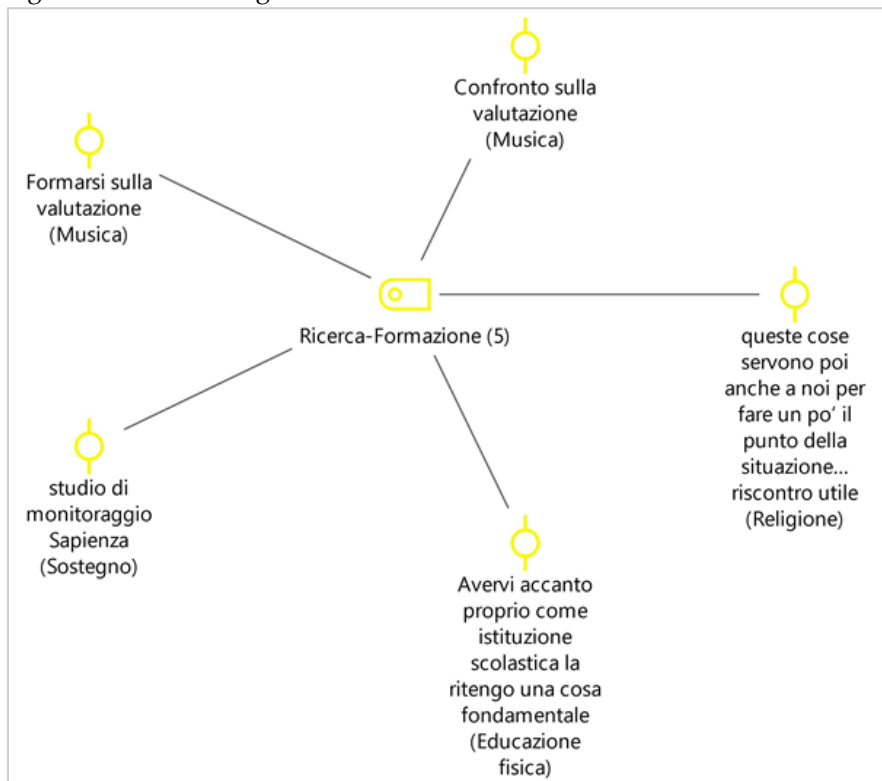 Confronto sulla
valutazione
(Musica)
Formarsi sulla
valutazione
(Musica)
Ricerca-Formazione (5)
queste cose
servono poi
anche a noi per
fare un po’ il
punto della
situazione...
riscontro utile
(Religione)
studio di
monitoraggio
Sapienza
(Sostegno)
Avervi accanto
proprio come
istituzione
scolastica la
ritengo una cosa
fondamentale
(Educazione
fisica)